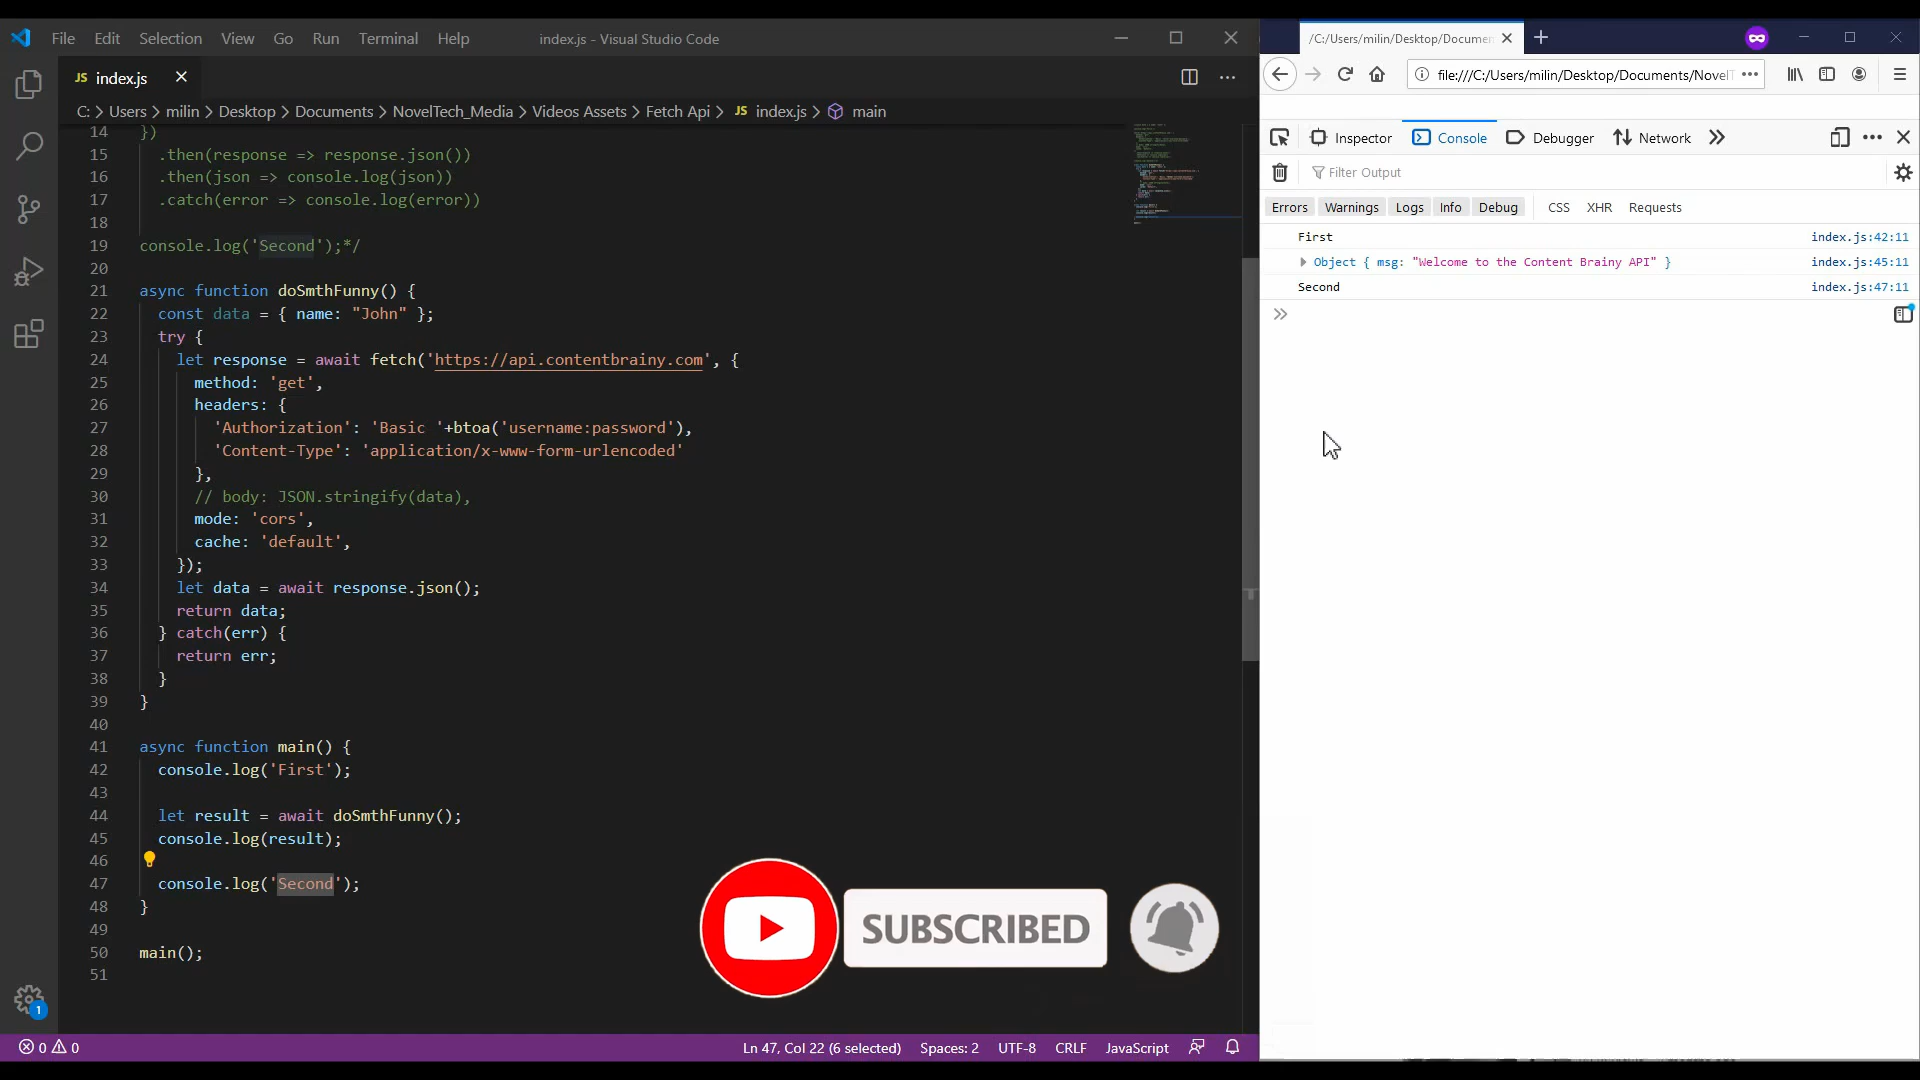 File Edit Selection View Go Run Terminal Help index.js - Visual Studio Code
JS index.js
C: > Users > milin > Desktop > Documents > NovelTech_Media > Videos Assets > Fetch Api > JS index.js > main
14 })
15 .then(response => response.json())
16 .then(json => console.log(json))
17 .catch(error => console.log(error))
18
19 console.log('Second');*/
20
21 async function doSmthFunny() {
22 const data = { name: "John" };
23 try {
24 let response = await fetch('https://api.contentbrainy.com', {
25 method: 'get',
26 headers: {
27 'Authorization': 'Basic '+btoa('username:password'),
28 'Content-Type': 'application/x-www-form-urlencoded'
29 },
30 // body: JSON.stringify(data),
31 mode: 'cors',
32 cache: 'default',
33 });
34 let data = await response.json();
35 return data;
36 } catch(err) {
37 return err;
38 }
39 }
40
41 async function main() {
42 console.log('First');
43
44 let result = await doSmthFunny();
45 console.log(result);
46
47 console.log('Second');
48 }
49
50 main();
51
SUBSCRIBED
1
0 0 Ln 47, Col 22 (6 selected) Spaces: 2 UTF-8 CRLF JavaScript
/C:/Users/milin/Desktop/Documen
file:///C:/Users/milin/Desktop/Documents/NovelT
Inspector Console Debugger Network
Filter Output
Errors Warnings Logs Info Debug CSS XHR Requests
First index.js:42:11
Object { msg: "Welcome to the Content Brainy API" } index.js:45:11
Second index.js:47:11